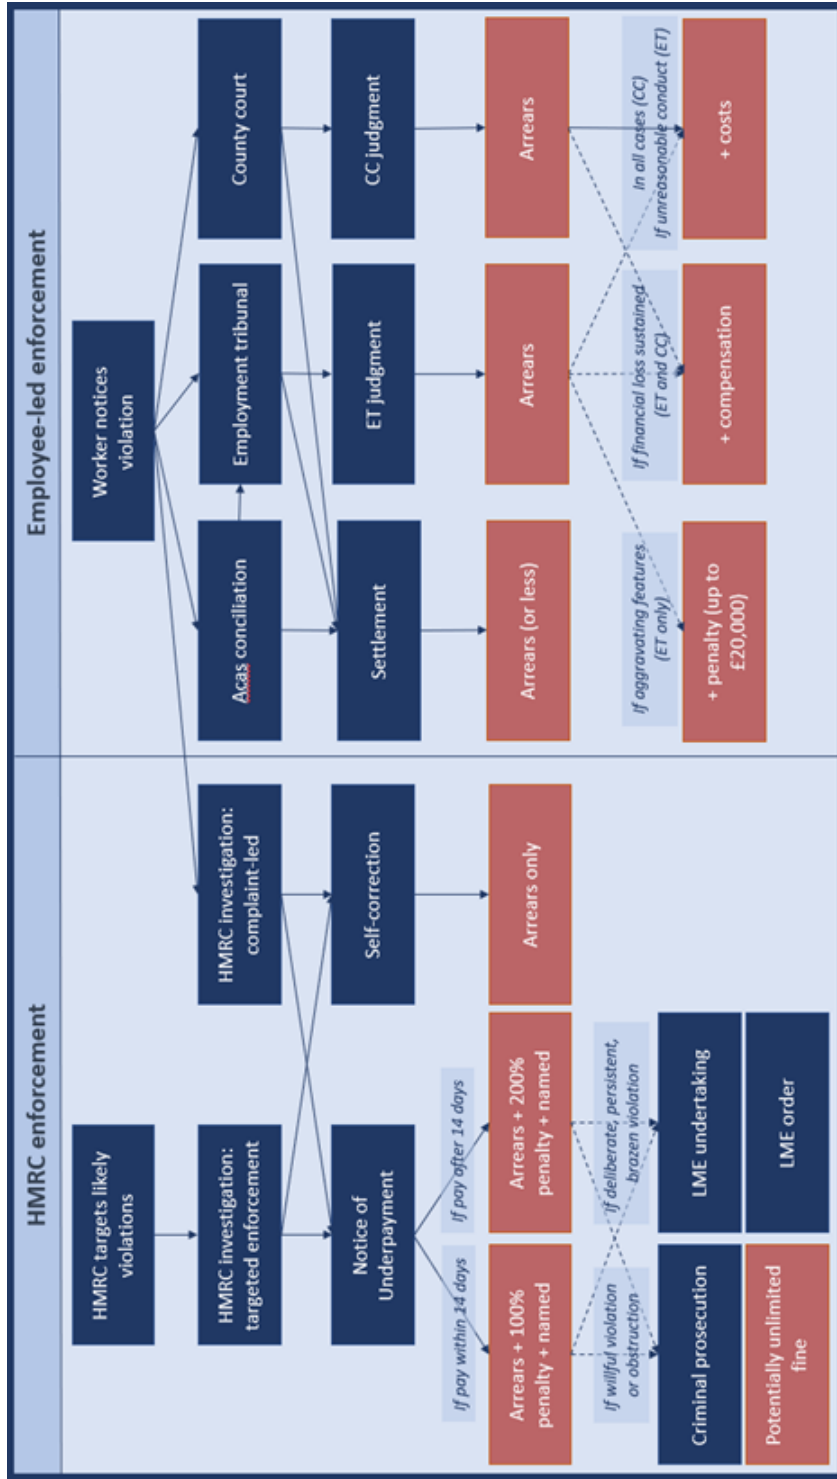 HMRC enforcement
Employee-led enforcement
HMRC targets likely
violations
Worker notices
violation
HMRC investigation:
targeted enforcement
HMRC investigation:
complaint-led
Acas conciliation
Employment tribunal
County court
Notice of
Underpayment
Self-correction
Settlement
ET judgment
CC judgment
If pay within 14 days
If pay after 14 days
Arrears + 100%
penalty + named
Arrears + 200%
penalty + named
Arrears only
Arrears (or less)
Arrears
Arrears
If willful violation
or obstruction
If deliberate, persistent,
brazen violation
If aggravating features
(ET only)
If financial loss sustained
(ET and CC)
In all cases (CC)
If unreasonable conduct (ET)
Criminal prosecution
LME undertaking
+ penalty (up to
£20,000)
+ compensation
+ costs
Potentially unlimited
fine
LME order